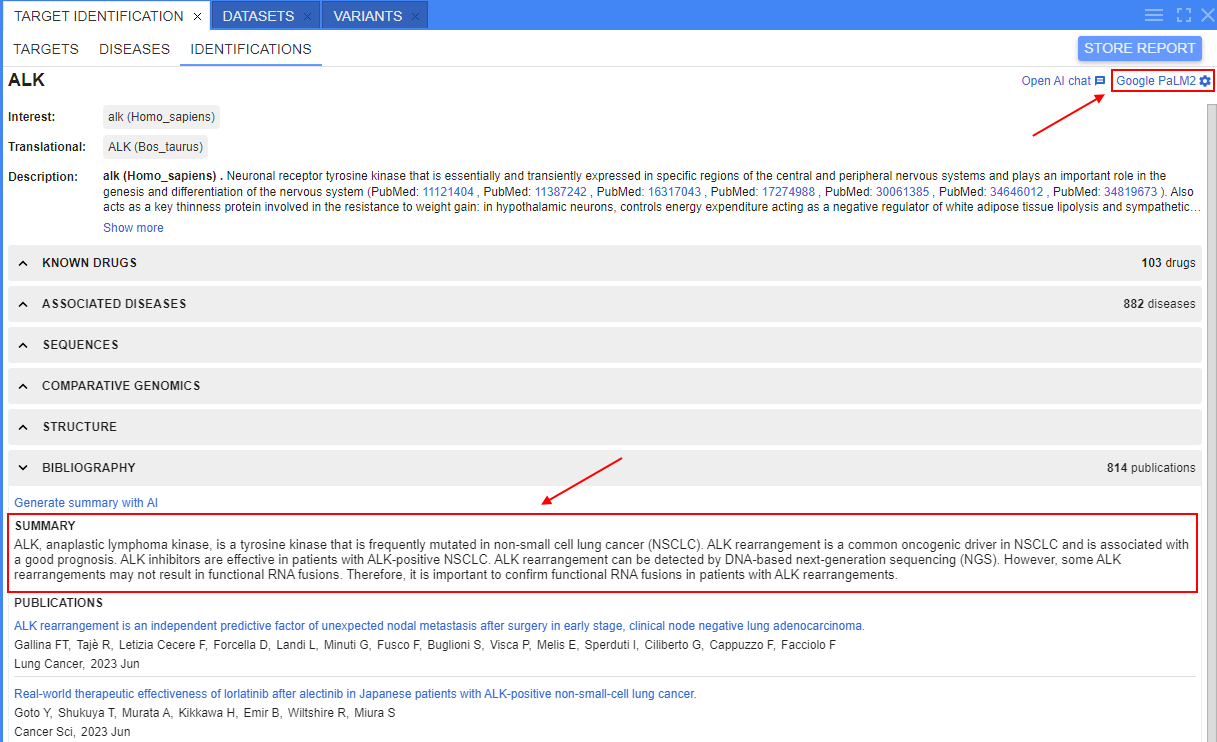 TARGET IDENTIFICATION × DATASETS × VARIANTS ×
TARGETS DISEASES IDENTIFICATIONS STORE REPORT
ALK Open AI chat Google PaLM2
Interest: alk (Homo_sapiens)
Translational: ALK (Bos_taurus)
Description: alk (Homo_sapiens) . Neuronal receptor tyrosine kinase that is essentially and transiently expressed in specific regions of the central and peripheral nervous systems and plays an important role in the
genesis and differentiation of the nervous system (PubMed: 11121404 , PubMed: 11387242 , PubMed: 16317043 , PubMed: 17274988 , PubMed: 30061385 , PubMed: 34646012 , PubMed: 34819673 ). Also
acts as a key thinness protein involved in the resistance to weight gain: in hypothalamic neurons, controls energy expenditure acting as a negative regulator of white adipose tissue lipolysis and sympathetic...
Show more
KNOWN DRUGS 103 drugs
ASSOCIATED DISEASES 882 diseases
SEQUENCES
COMPARATIVE GENOMICS
STRUCTURE
BIBLIOGRAPHY 814 publications
Generate summary with AI
SUMMARY
ALK, anaplastic lymphoma kinase, is a tyrosine kinase that is frequently mutated in non-small cell lung cancer (NSCLC). ALK rearrangement is a common oncogenic driver in NSCLC and is associated with
a good prognosis. ALK inhibitors are effective in patients with ALK-positive NSCLC. ALK rearrangement can be detected by DNA-based next-generation sequencing (NGS). However, some ALK
rearrangements may not result in functional RNA fusions. Therefore, it is important to confirm functional RNA fusions in patients with ALK rearrangements.
PUBLICATIONS
ALK rearrangement is an independent predictive factor of unexpected nodal metastasis after surgery in early stage, clinical node negative lung adenocarcinoma.
Gallina FT, Tajè R, Letizia Cecere F, Forcella D, Landi L, Minuti G, Fusco F, Buglioni S, Visca P, Melis E, Sperduti I, Ciliberto G, Cappuzzo F, Facciolo F
Lung Cancer, 2023 Jun
Real-world therapeutic effectiveness of lorlatinib after alectinib in Japanese patients with ALK-positive non-small-cell lung cancer.
Goto Y, Shukuya T, Murata A, Kikkawa H, Emir B, Wiltshire R, Miura S
Cancer Sci, 2023 Jun